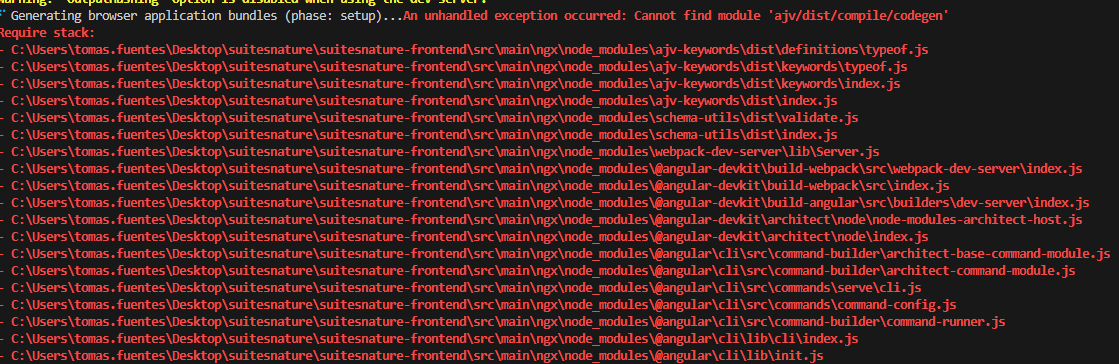 Warning: 'outputHashing' option is disabled when using the dev-server.
Generating browser application bundles (phase: setup)...An unhandled exception occurred: Cannot find module 'ajv/dist/compile/codegen'
Require stack:
- C:\Users\tomas.fuentes\Desktop\suitesnature\suitesnature-frontend\src\main\ngx\node_modules\ajv-keywords\dist\definitions\typeof.js
- C:\Users\tomas.fuentes\Desktop\suitesnature\suitesnature-frontend\src\main\ngx\node_modules\ajv-keywords\dist\keywords\typeof.js
- C:\Users\tomas.fuentes\Desktop\suitesnature\suitesnature-frontend\src\main\ngx\node_modules\ajv-keywords\dist\keywords\index.js
- C:\Users\tomas.fuentes\Desktop\suitesnature\suitesnature-frontend\src\main\ngx\node_modules\ajv-keywords\dist\index.js
- C:\Users\tomas.fuentes\Desktop\suitesnature\suitesnature-frontend\src\main\ngx\node_modules\schema-utils\dist\validate.js
- C:\Users\tomas.fuentes\Desktop\suitesnature\suitesnature-frontend\src\main\ngx\node_modules\schema-utils\dist\index.js
- C:\Users\tomas.fuentes\Desktop\suitesnature\suitesnature-frontend\src\main\ngx\node_modules\webpack-dev-server\lib\Server.js
- C:\Users\tomas.fuentes\Desktop\suitesnature\suitesnature-frontend\src\main\ngx\node_modules\@angular-devkit\build-webpack\src\webpack-dev-server\index.js
- C:\Users\tomas.fuentes\Desktop\suitesnature\suitesnature-frontend\src\main\ngx\node_modules\@angular-devkit\build-webpack\src\index.js
- C:\Users\tomas.fuentes\Desktop\suitesnature\suitesnature-frontend\src\main\ngx\node_modules\@angular-devkit\build-angular\src\builders\dev-server\index.js
- C:\Users\tomas.fuentes\Desktop\suitesnature\suitesnature-frontend\src\main\ngx\node_modules\@angular-devkit\architect\node\node-modules-architect-host.js
- C:\Users\tomas.fuentes\Desktop\suitesnature\suitesnature-frontend\src\main\ngx\node_modules\@angular-devkit\architect\node\index.js
- C:\Users\tomas.fuentes\Desktop\suitesnature\suitesnature-frontend\src\main\ngx\node_modules\@angular\cli\src\command-builder\architect-base-command-module.js
- C:\Users\tomas.fuentes\Desktop\suitesnature\suitesnature-frontend\src\main\ngx\node_modules\@angular\cli\src\command-builder\architect-command-module.js
- C:\Users\tomas.fuentes\Desktop\suitesnature\suitesnature-frontend\src\main\ngx\node_modules\@angular\cli\src\commands\serve\cli.js
- C:\Users\tomas.fuentes\Desktop\suitesnature\suitesnature-frontend\src\main\ngx\node_modules\@angular\cli\src\commands\command-config.js
- C:\Users\tomas.fuentes\Desktop\suitesnature\suitesnature-frontend\src\main\ngx\node_modules\@angular\cli\src\command-builder\command-runner.js
- C:\Users\tomas.fuentes\Desktop\suitesnature\suitesnature-frontend\src\main\ngx\node_modules\@angular\cli\lib\cli\index.js
- C:\Users\tomas.fuentes\Desktop\suitesnature\suitesnature-frontend\src\main\ngx\node_modules\@angular\cli\lib\init.js